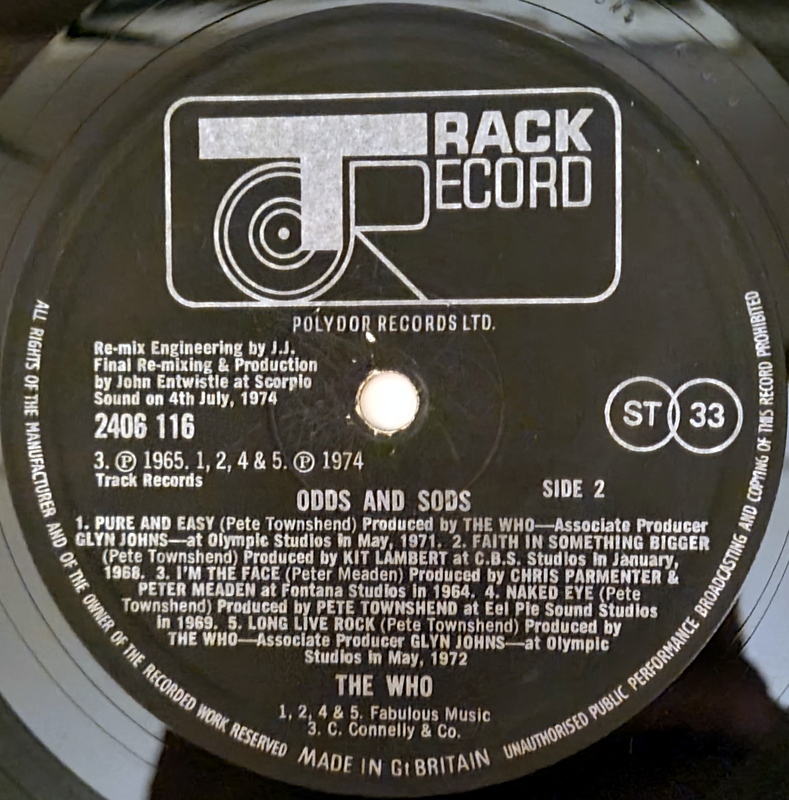 TRACK
RECORD
POLYDOR RECORDS LTD.
Re-mix Engineering by J.J.
Final Re-mixing & Production
by John Entwistle at Scorpio
Sound on 4th July, 1974
2406 116
ST 33
3. ℗ 1965. 1, 2, 4 & 5. ℗ 1974
Track Records
SIDE 2
ODDS AND SODS
1. PURE AND EASY (Pete Townshend) Produced by THE WHO—Associate Producer
GLYN JOHNS—at Olympic Studios in May, 1971. 2. FAITH IN SOMETHING BIGGER
(Pete Townshend) Produced by KIT LAMBERT at C.B.S. Studios in January,
1968. 3. I'M THE FACE (Peter Meaden) Produced by CHRIS PARMENTER &
PETER MEADEN at Fontana Studios in 1964. 4. NAKED EYE (Pete
Townshend) Produced by PETE TOWNSHEND at Eel Pie Sound Studios
in 1969. 5. LONG LIVE ROCK (Pete Townshend) Produced by
THE WHO—Associate Producer GLYN JOHNS—at Olympic
Studios in May, 1972
THE WHO
1, 2, 4 & 5. Fabulous Music
3. C. Connelly & Co.
ALL RIGHTS OF THE MANUFACTURER AND OF THE OWNER OF THE RECORDED WORK RESERVED MADE IN Gt BRITAIN UNAUTHORISED PUBLIC PERFORMANCE BROADCASTING AND COPYING OF THIS RECORD PROHIBITED